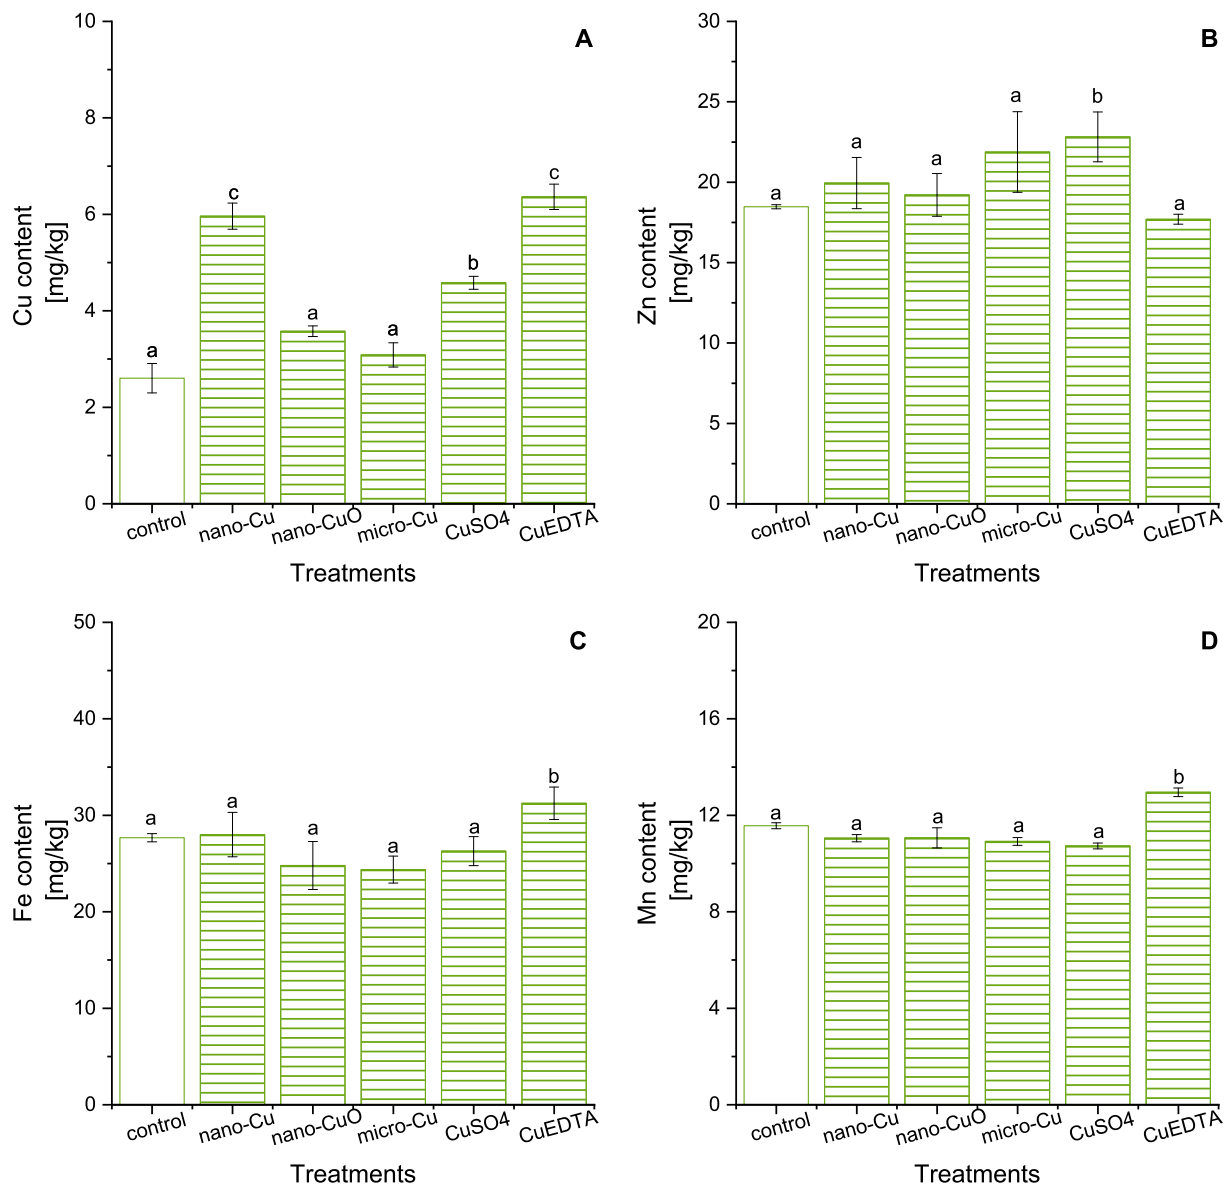 A
10
8
6
4
2
0
Cu content
[mg/kg]
a
c
a
a
b
c
control
nano-Cu
nano-CuO
micro-Cu
CuSO4
CuEDTA
Treatments
B
30
25
20
15
10
5
0
Zn content
[mg/kg]
a
a
a
a
b
a
control
nano-Cu
nano-CuO
micro-Cu
CuSO4
CuEDTA
Treatments
C
50
40
30
20
10
0
Fe content
[mg/kg]
a
a
a
a
a
b
control
nano-Cu
nano-CuO
micro-Cu
CuSO4
CuEDTA
Treatments
D
20
16
12
8
4
0
Mn content
[mg/kg]
a
a
a
a
a
b
control
nano-Cu
nano-CuO
micro-Cu
CuSO4
CuEDTA
Treatments